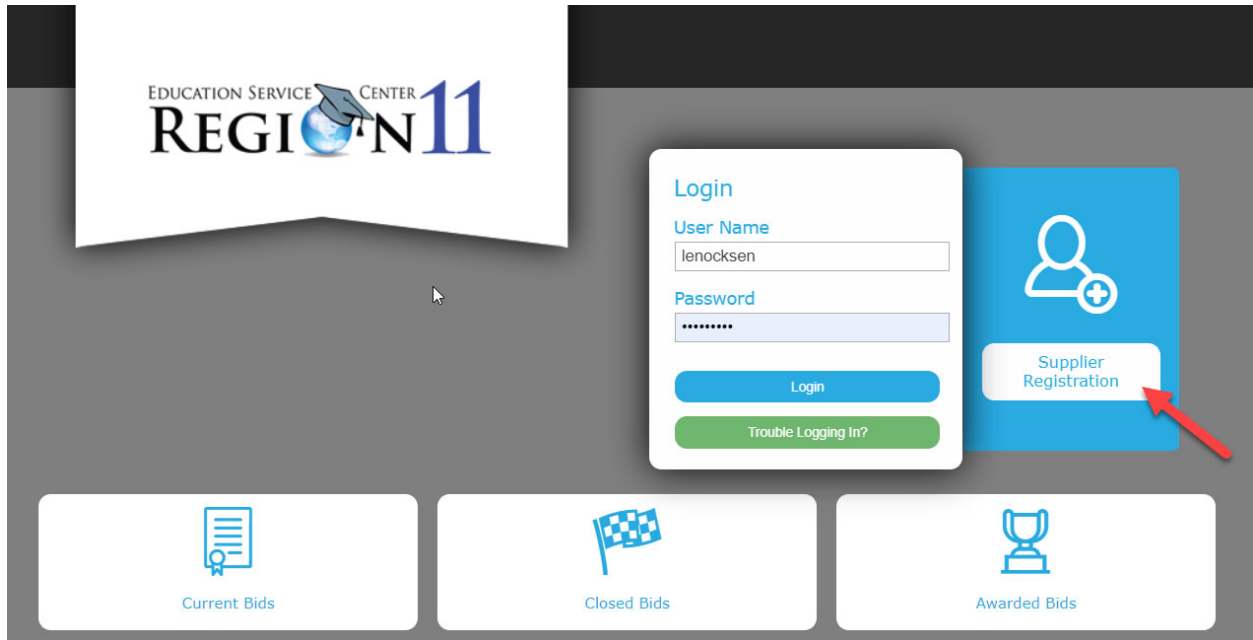 EDUCATION SERVICE CENTER
REGION 11
Login
User Name
lenocksen
Password
•••••••••
Login
Trouble Logging In?
Supplier
Registration
Current Bids
Closed Bids
Awarded Bids